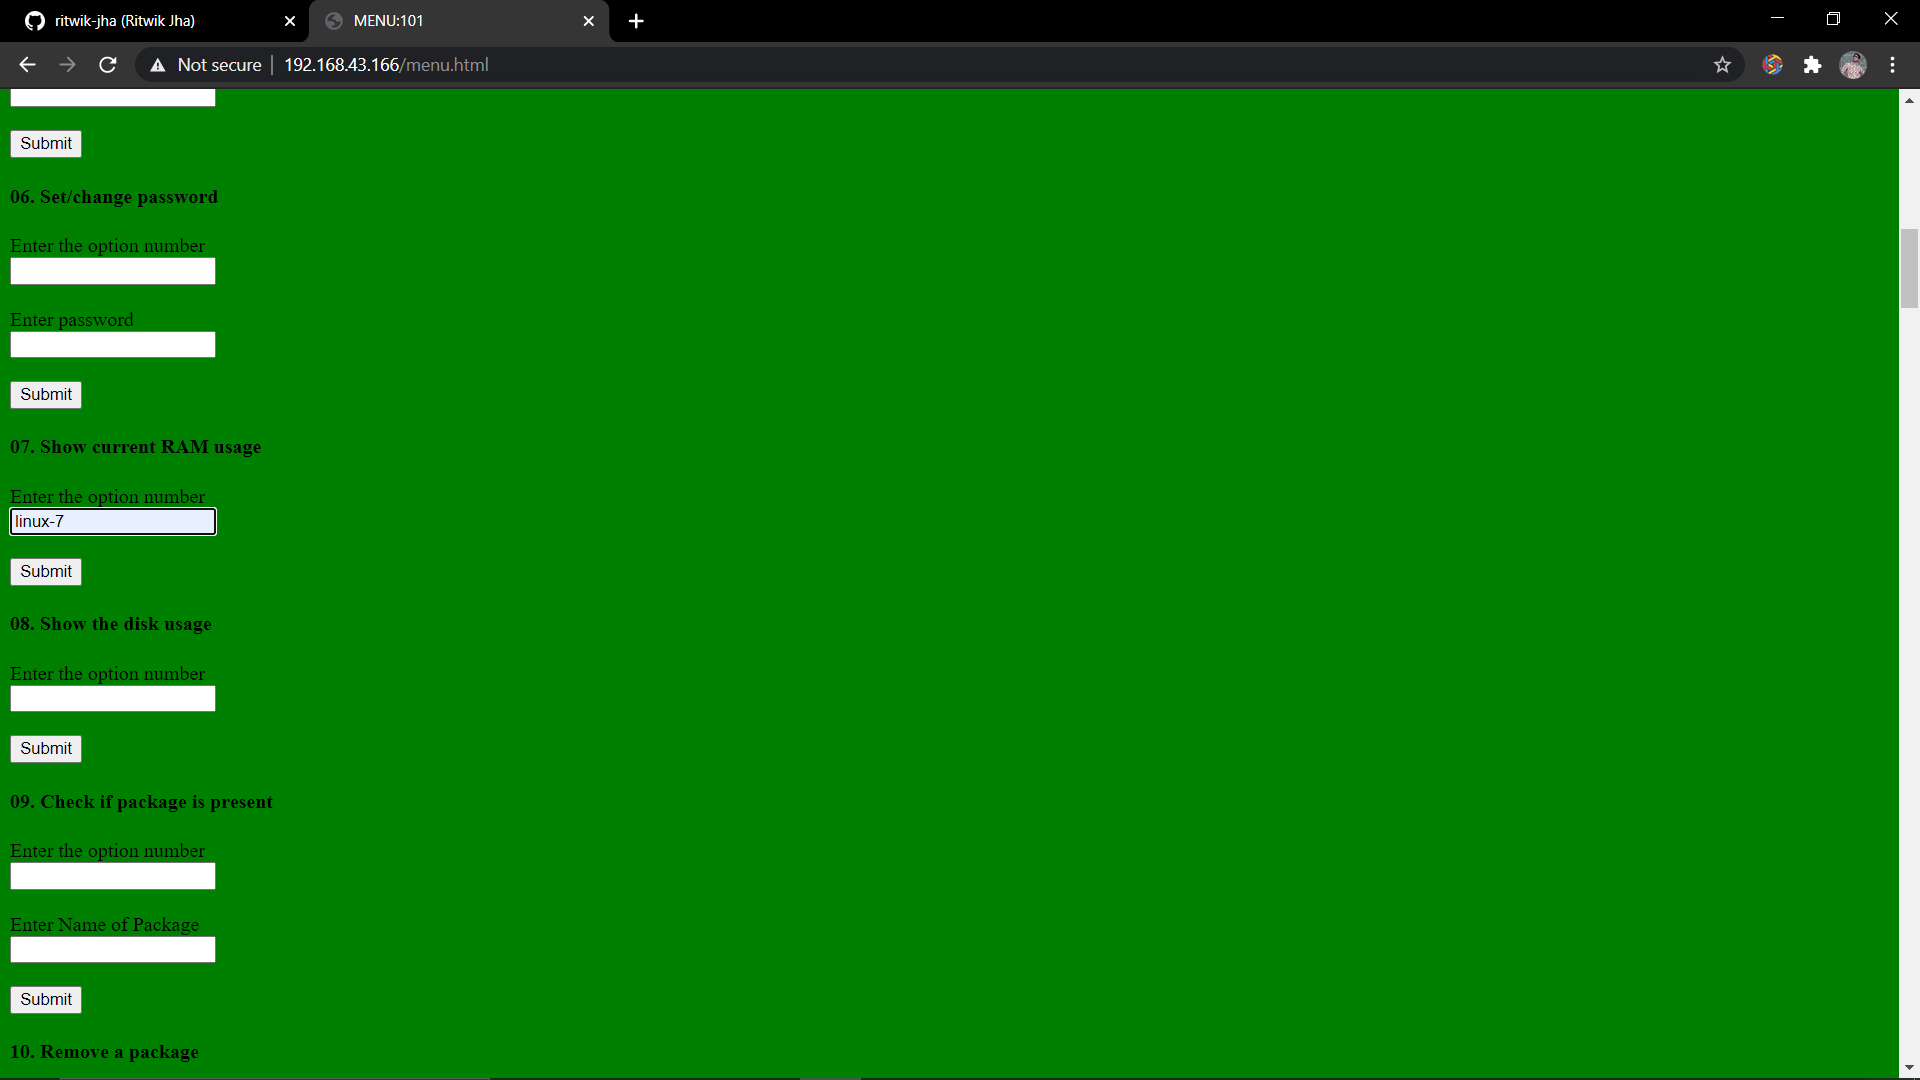 ritwik-jha (Ritwik Jha)
MENU:101
Not secure
192.168.43.166/menu.html
Submit
06. Set/change password
Enter the option number
Enter password
Submit
07. Show current RAM usage
Enter the option number
linux-7
Submit
08. Show the disk usage
Enter the option number
Submit
09. Check if package is present
Enter the option number
Enter Name of Package
Submit
10. Remove a package